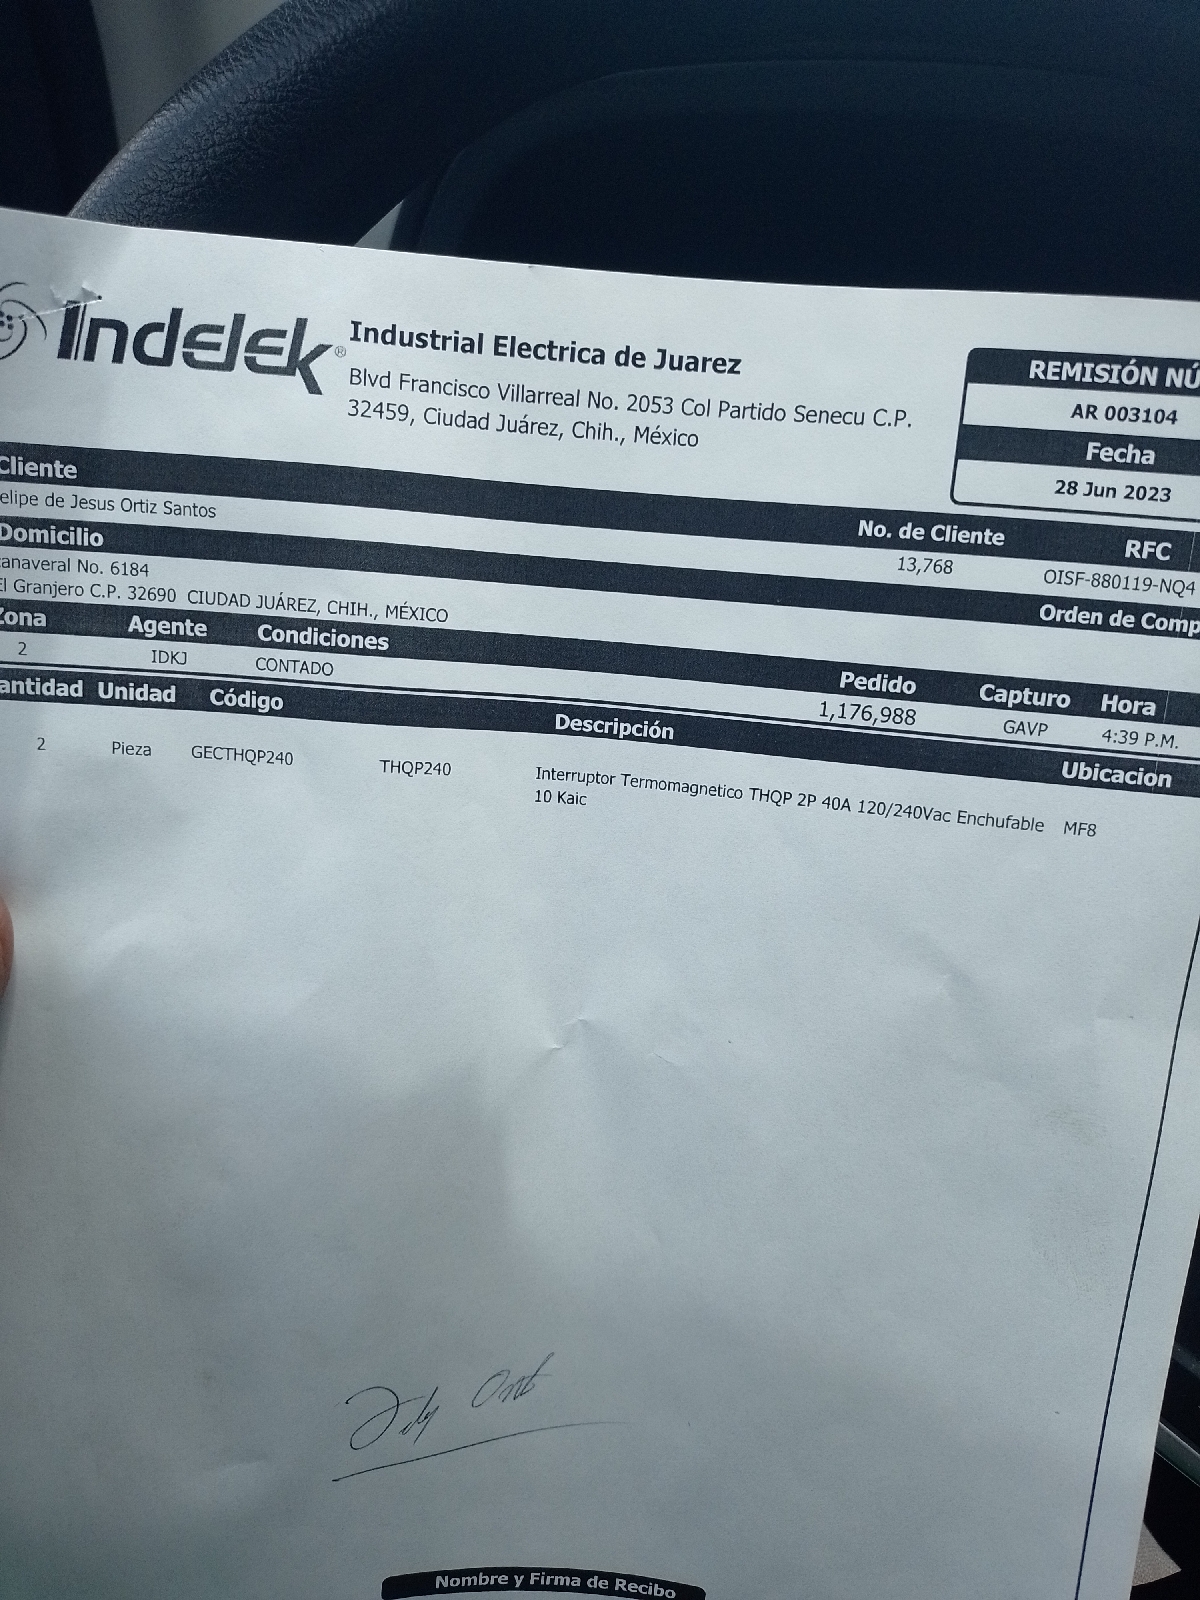 Indelek®
Industrial Electrica de Juarez
Blvd Francisco Villarreal No. 2053 Col Partido Senecu C.P.
32459, Ciudad Juárez, Chih., México
REMISIÓN NÚ
AR 003104
Fecha
28 Jun 2023
Cliente No. de Cliente RFC
elipe de Jesus Ortiz Santos 13,768 OISF-880119-NQ4
Domicilio Orden de Comp
anaveral No. 6184
El Granjero C.P. 32690 CIUDAD JUÁREZ, CHIH., MÉXICO
Zona Agente Condiciones Pedido Capturo Hora
2 IDKJ CONTADO 1,176,988 GAVP 4:39 P.M.
antidad Unidad Código Descripción Ubicacion
2 Pieza GECTHQP240 THQP240 Interruptor Termomagnetico THQP 2P 40A 120/240Vac Enchufable MF8
10 Kaic
Nombre y Firma de Recibo